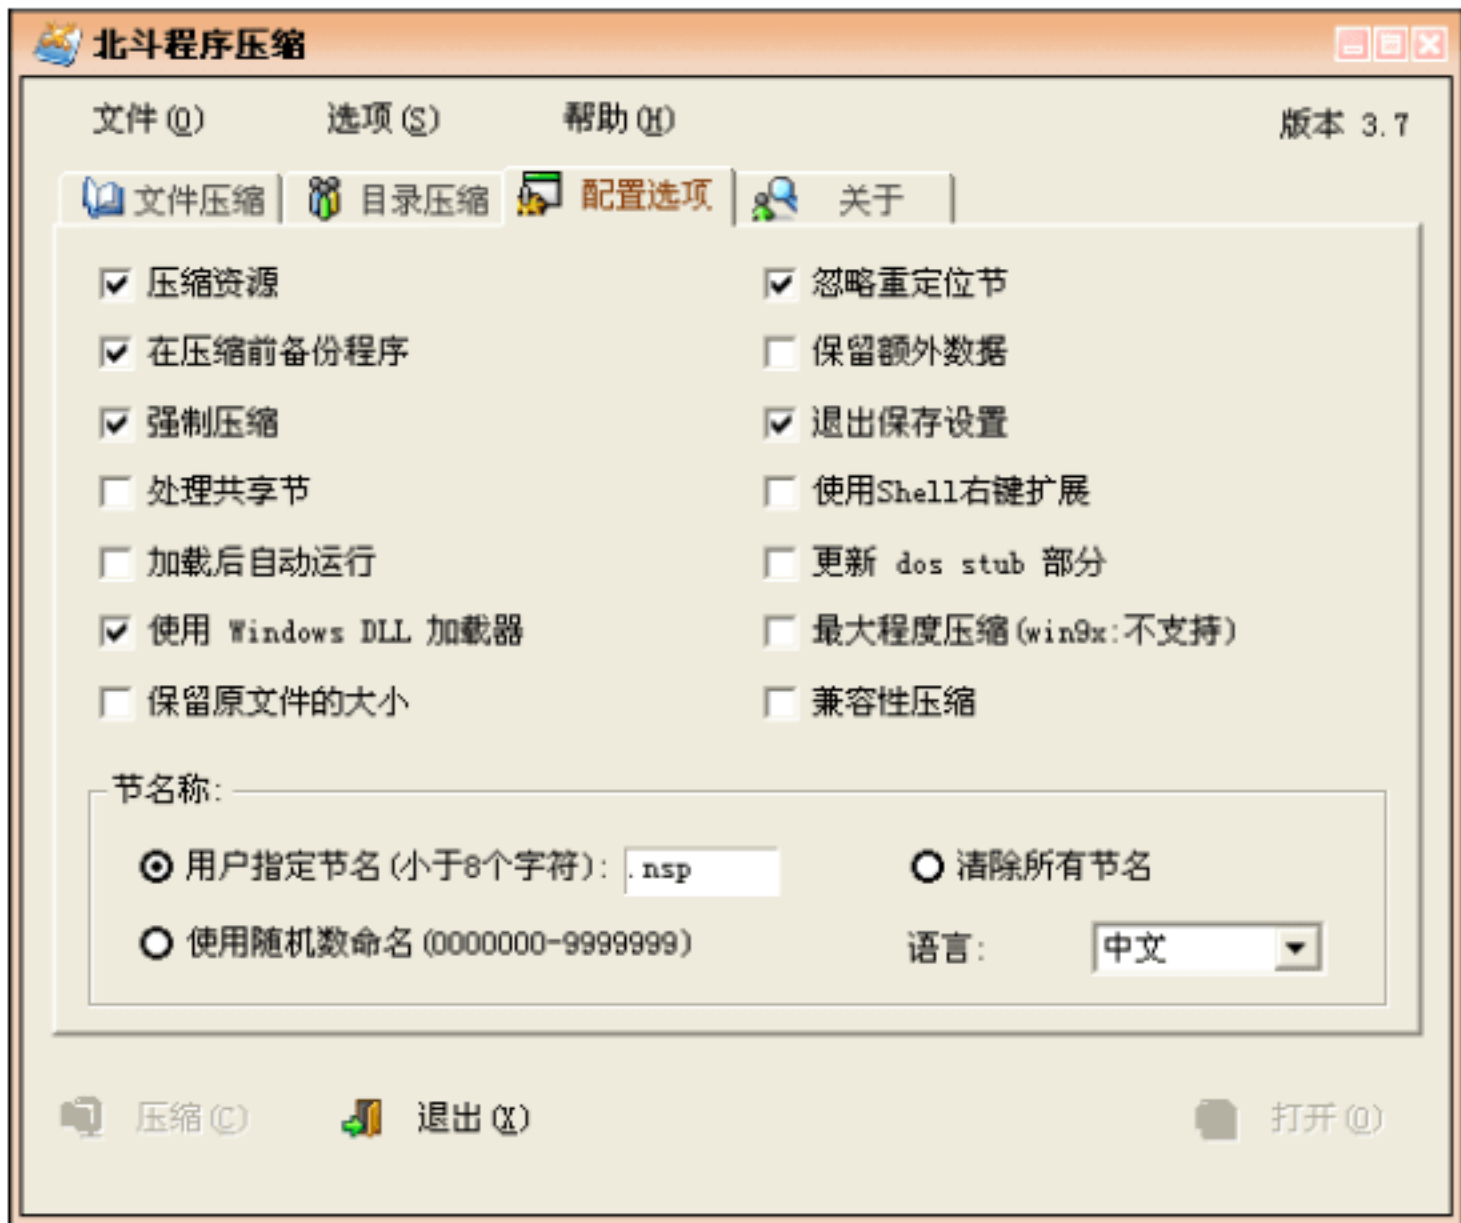 北斗程序压缩
文件(O) 选项(S) 帮助(H) 版本 3.7
文件压缩 目录压缩 配置选项 关于
压缩资源 忽略重定位节
在压缩前备份程序 保留额外数据
强制压缩 退出保存设置
处理共享节 使用Shell右键扩展
加载后自动运行 更新 dos stub 部分
使用 Windows DLL 加载器 最大程度压缩(win9x:不支持)
保留原文件的大小 兼容性压缩
节名称:
用户指定节名(小于8个字符): .nsp 清除所有节名
使用随机数命名(0000000-9999999) 语言: 中文
压缩(C) 退出(X) 打开(O)